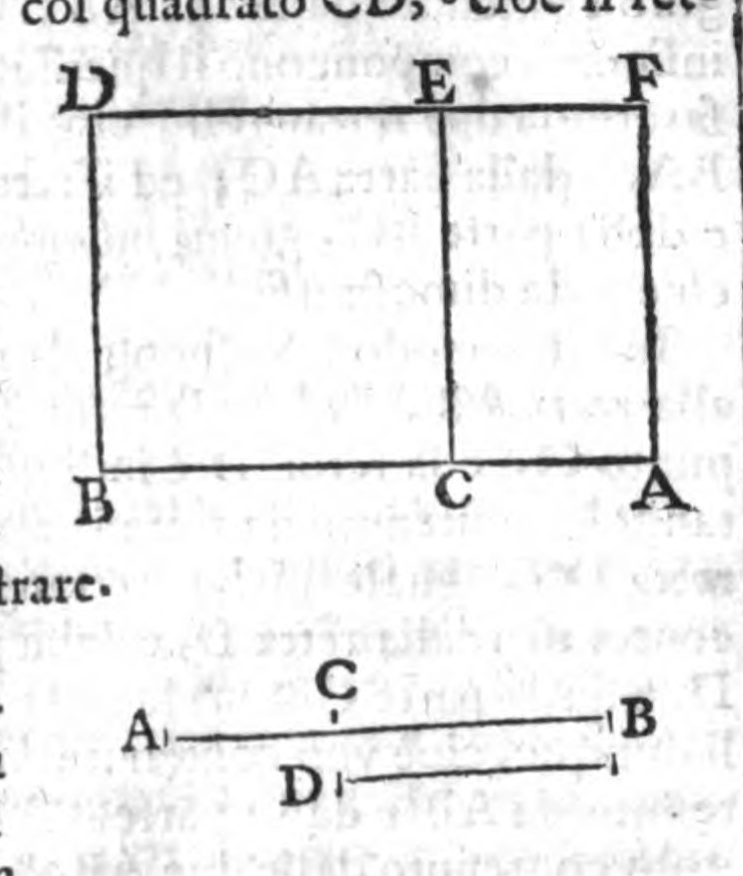 col quadrato CD, cioè il ret-
D E F
B C A
trare.
C
A B
D